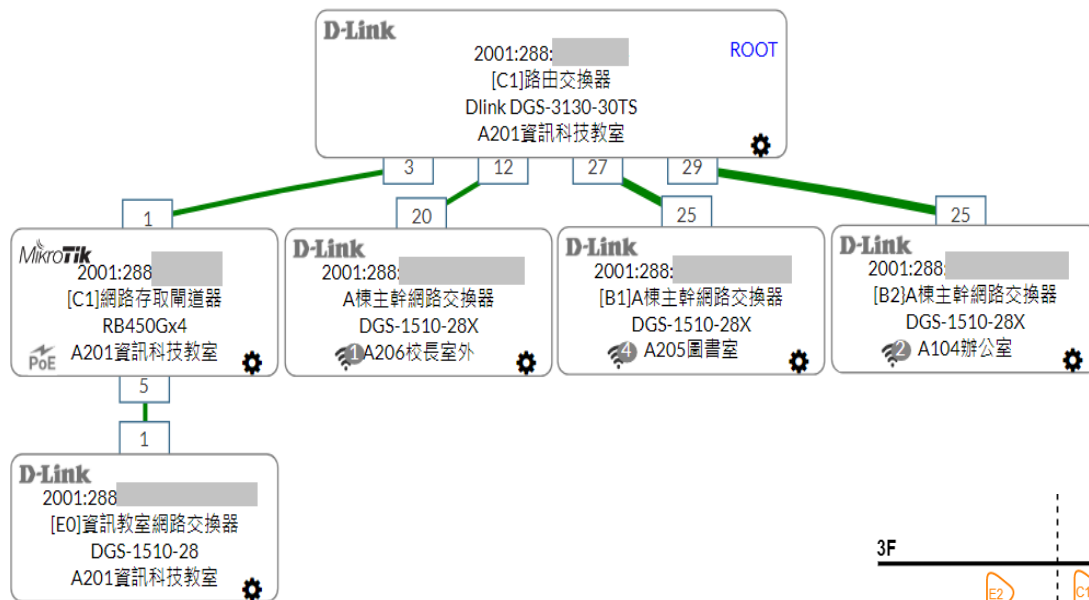 D-Link
2001:288:
ROOT
[C1]路由交換器
Dlink DGS-3130-30TS
A201資訊科技教室
3
12
27
29
1
20
25
25
MikroTik
2001:288
[C1]網路存取閘道器
RB450Gx4
PoE
A201資訊科技教室
D-Link
2001:288:
A棟主幹網路交換器
DGS-1510-28X
1
A206校長室外
D-Link
2001:288:
[B1]A棟主幹網路交換器
DGS-1510-28X
4
A205圖書室
D-Link
2001:288:
[B2]A棟主幹網路交換器
DGS-1510-28X
2
A104辦公室
5
1
D-Link
2001:288
[E0]資訊教室網路交換器
DGS-1510-28
A201資訊科技教室
3F
E2
C1